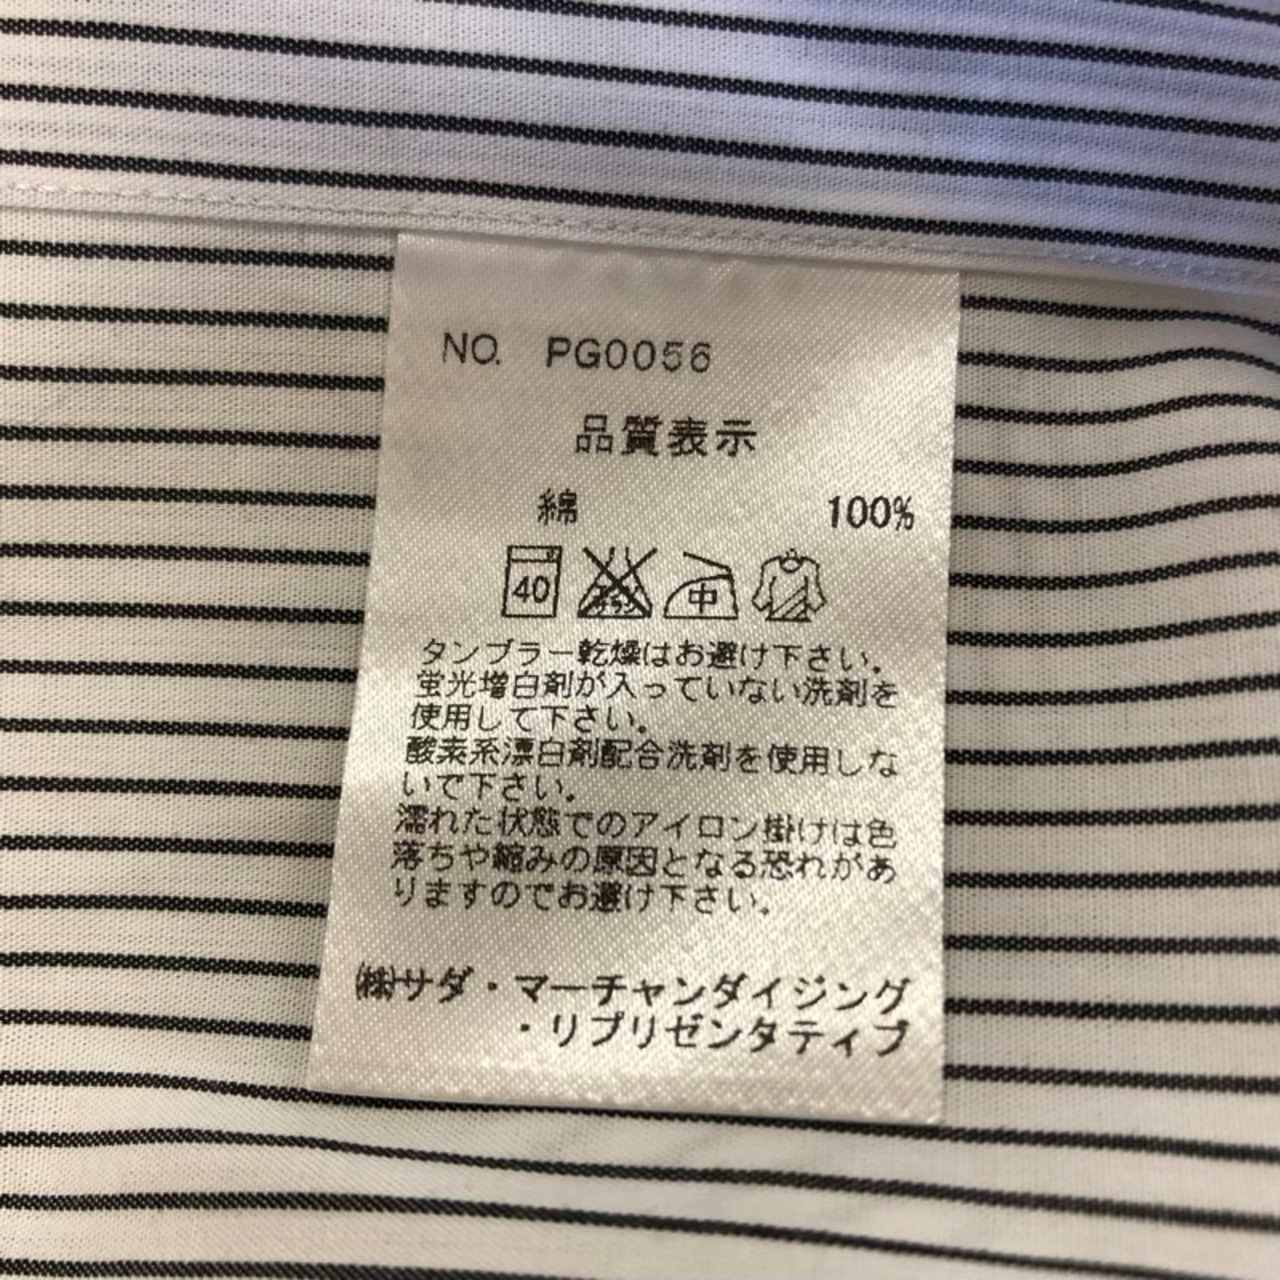 NO. PG0056
品質表示
綿 100%
40 中
タンブラー乾燥はお避け下さい。
蛍光増白剤が入っていない洗剤を
使用して下さい。
酸素系漂白剤配合洗剤を使用しな
いで下さい。
濡れた状態でのアイロン掛けは色
落ちや縮みの原因となる恐れがあ
りますのでお避け下さい。
㈱サダ・マーチャンダイジング
・リプリゼンタティブ